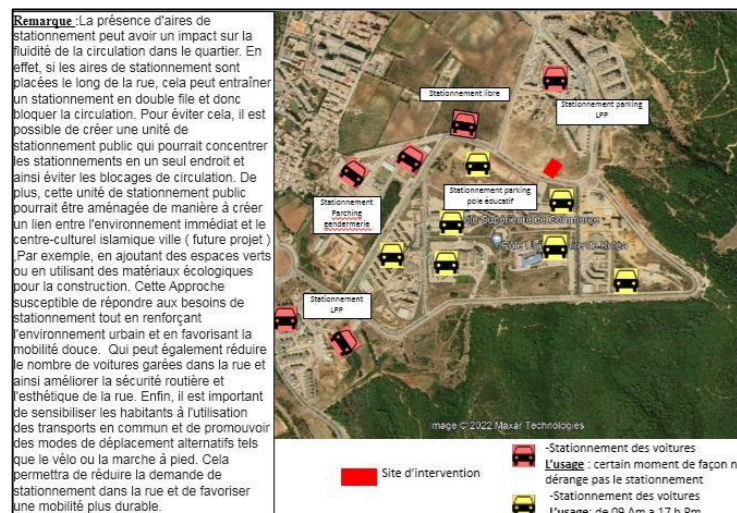 Remarque :La présence d'aires de
stationnement peut avoir un impact sur la
fluidité de la circulation dans le quartier. En
effet, si les aires de stationnement sont
placées le long de la rue, cela peut entraîner
un stationnement en double file et donc
bloquer la circulation. Pour éviter cela, il est
possible de créer une unité de
stationnement public qui pourrait concentrer
les stationnements en un seul endroit et
ainsi éviter les blocages de circulation. De
plus, cette unité de stationnement public
pourrait être aménagée de manière à créer
un lien entre l'environnement immédiat et le
centre-culturel islamique ville ( future projet )
,Par exemple, en ajoutant des espaces verts
ou en utilisant des matériaux écologiques
pour la construction. Cette Approche
susceptible de répondre aux besoins de
stationnement tout en renforçant
l'environnement urbain et en favorisant la
mobilité douce. Qui peut également réduire
le nombre de voitures garées dans la rue et
ainsi améliorer la sécurité routière et
l'esthétique de la rue. Enfin, il est important
de sensibiliser les habitants à l'utilisation
des transports en commun et de promouvoir
des modes de déplacement alternatifs tels
que le vélo ou la marche à pied. Cela
permettra de réduire la demande de
stationnement dans la rue et de favoriser
une mobilité plus durable.
Stationnement libre
Stationnement parking
LPP
Stationnement
Parching
gendermerie
Stationnement parking
pole éducatif
Supérieure de Commerce
Stationnement
LPP
Image © 2022 Maxar Technologies
Site d'intervention
-Stationnement des voitures
L'usage : certain moment de façon n
dérange pas le stationnement
-Stationnement des voitures
L'usage: de 09 Am a 17 h Pm